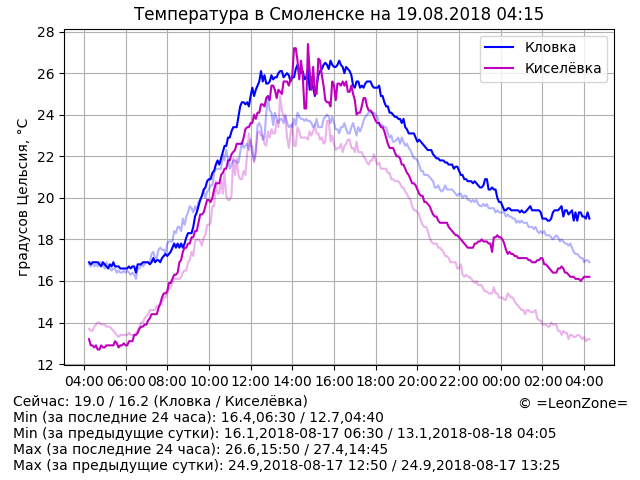 Температура в Смоленске на 19.08.2018 04:15
градусов Цельсия, °C
28
26
24
22
20
18
16
14
12
Кловка
Киселёвка
04:00 06:00 08:00 10:00 12:00 14:00 16:00 18:00 20:00 22:00 00:00 02:00 04:00
Сейчас: 19.0 / 16.2 (Кловка / Киселёвка)
© =LeonZone=
Min (за последние 24 часа): 16.4,06:30 / 12.7,04:40
Min (за предыдущие сутки): 16.1,2018-08-17 06:30 / 13.1,2018-08-18 04:05
Max (за последние 24 часа): 26.6,15:50 / 27.4,14:45
Max (за предыдущие сутки): 24.9,2018-08-17 12:50 / 24.9,2018-08-17 13:25